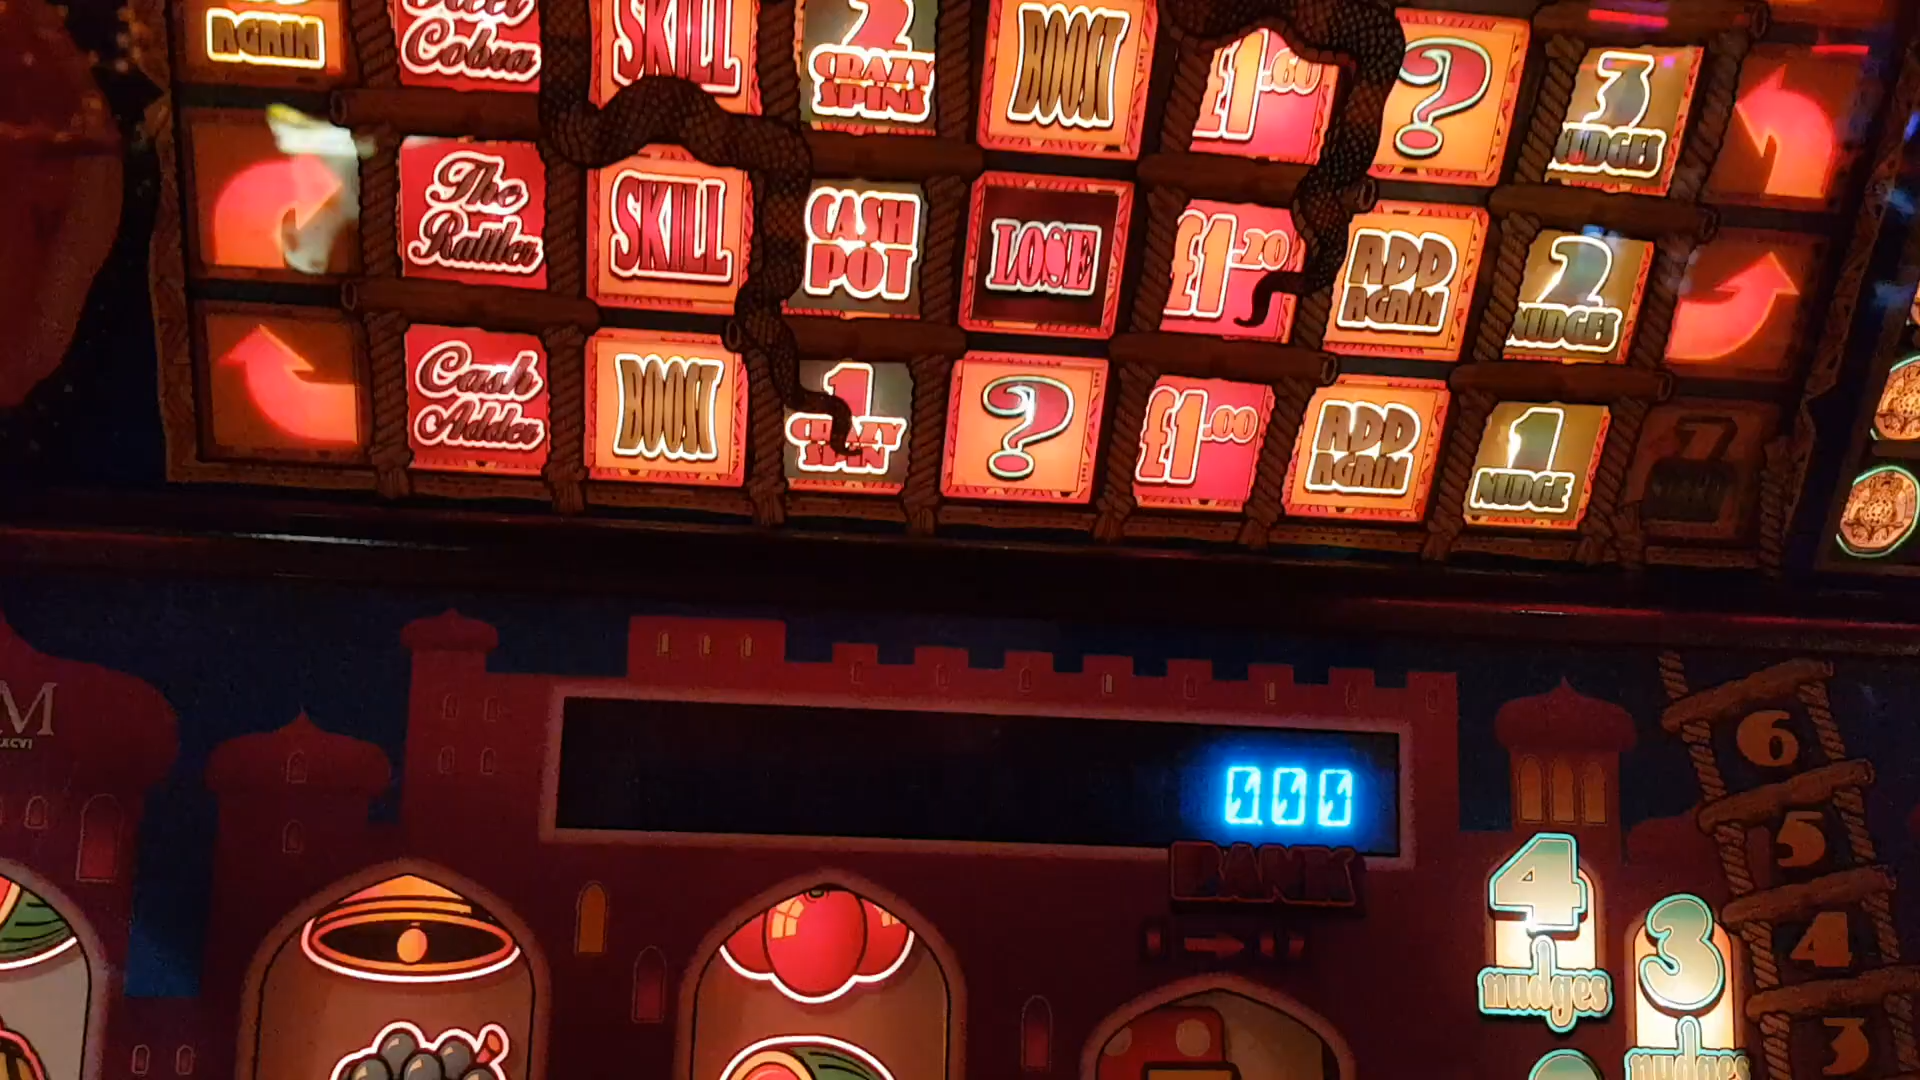 AGAIN
Cobra
SKILL
2
CRAZY
SPINS
BOOST
£1.60
?
3
NUDGES
The
Rattler
SKILL
CASH
POT
LOSE
£1.20
ADD
AGAIN
2
NUDGES
Cash
Adder
BOOST
1
CRAZY
SPIN
?
£1.00
ADD
AGAIN
1
NUDGE
7
M
000
BANK
6
5
4
3
4
nudges
3
nudges